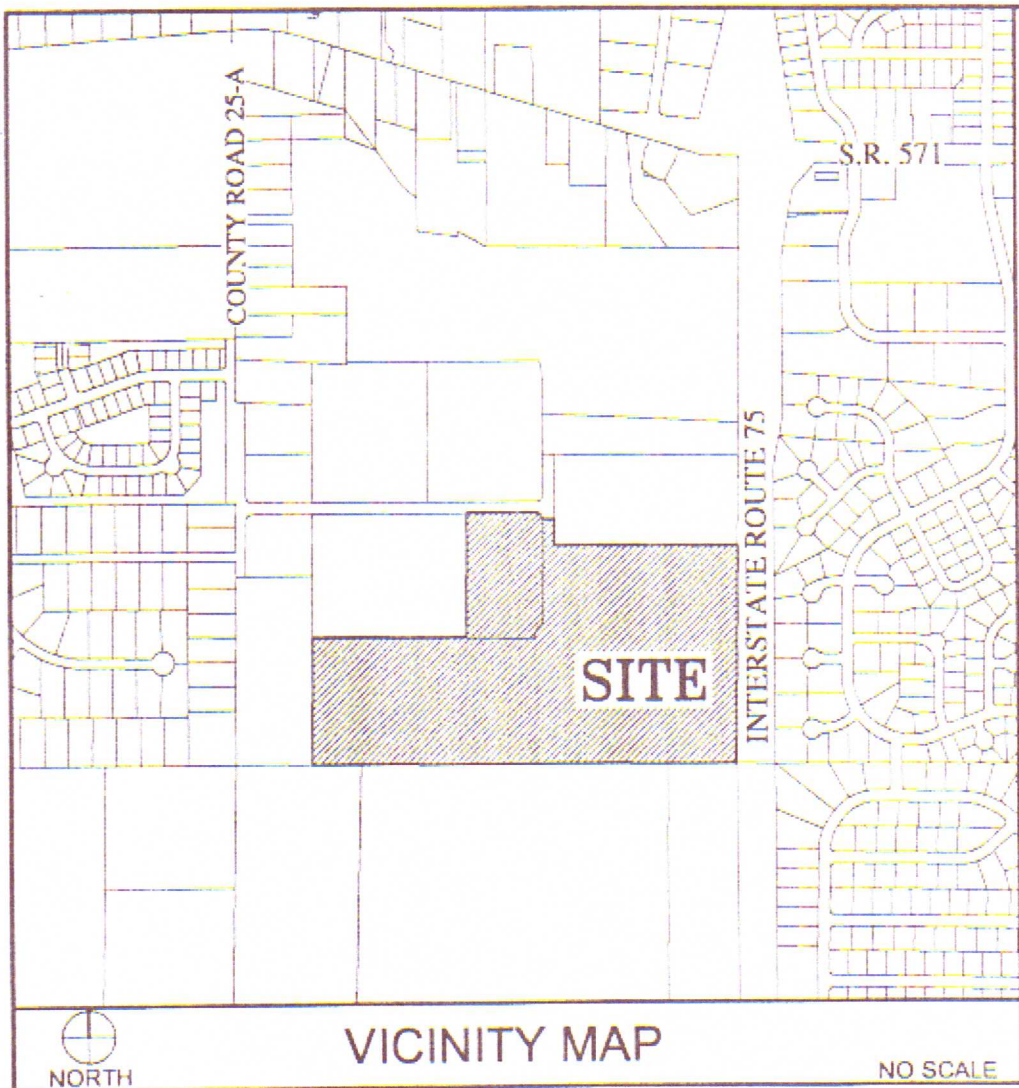 COUNTY ROAD 25-A
S.R. 571
INTERSTATE ROUTE 75
SITE
VICINITY MAP
NORTH
NO SCALE